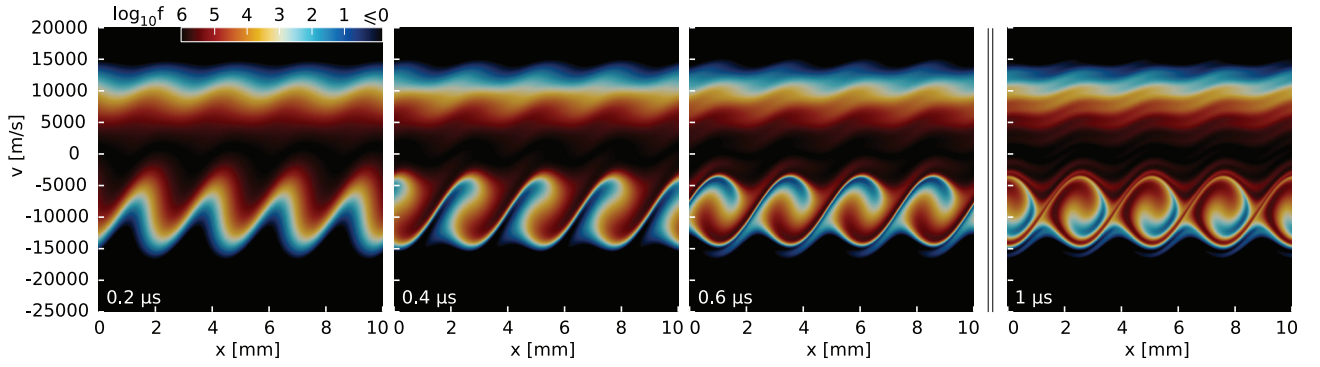 log₁₀f 6 5 4 3 2 1 ⩽0
20000
15000
10000
5000
0
-5000
-10000
-15000
-20000
-25000
v [m/s]
0.2 μs 0.4 μs 0.6 μs 1 μs
0 2 4 6 8 10 0 2 4 6 8 10 0 2 4 6 8 10 0 2 4 6 8 10
x [mm] x [mm] x [mm] x [mm]